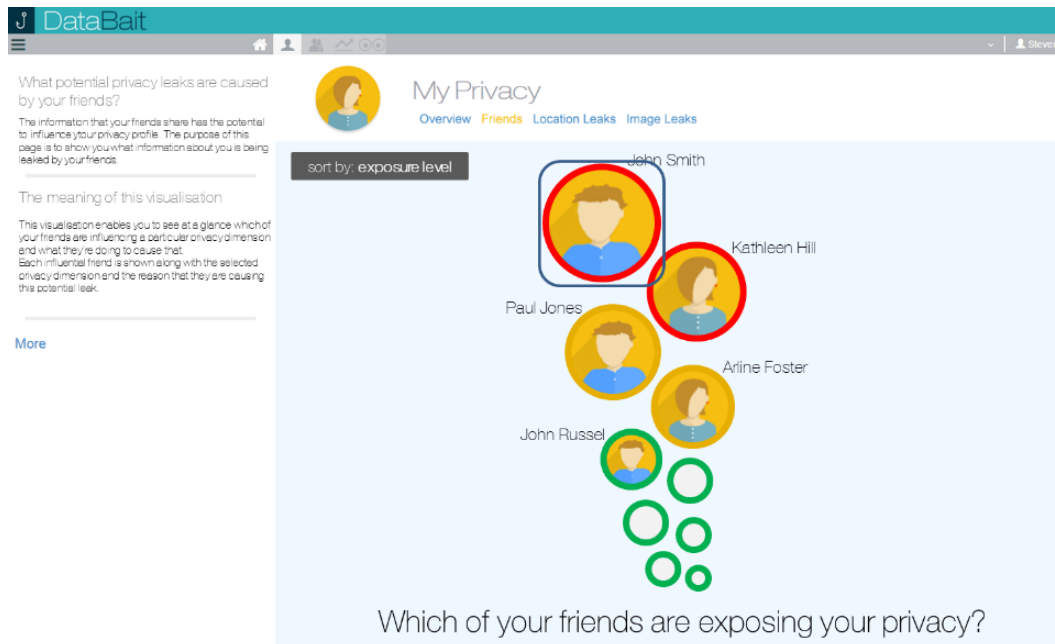 DataBait
Steven
What potential privacy leaks are caused
by your friends?
The information that your friends share has the potential
to influence ytour privacy profile. The purpose of this
page is to show you what information about you is being
leaked by your friends.
The meaning of this visualisation
This visualisation enables you to see at a glance which of
your friends are influencing a particular privacy dimension
and what they're doing to cause that.
Each influential friend is shown along with the selected
privacy dimension and the reason that they are causing
this potential leak.
More
My Privacy
Overview Friends Location Leaks Image Leaks
sort by: exposure level
John Smith
Kathleen Hill
Paul Jones
Arline Foster
John Russel
Which of your friends are exposing your privacy?